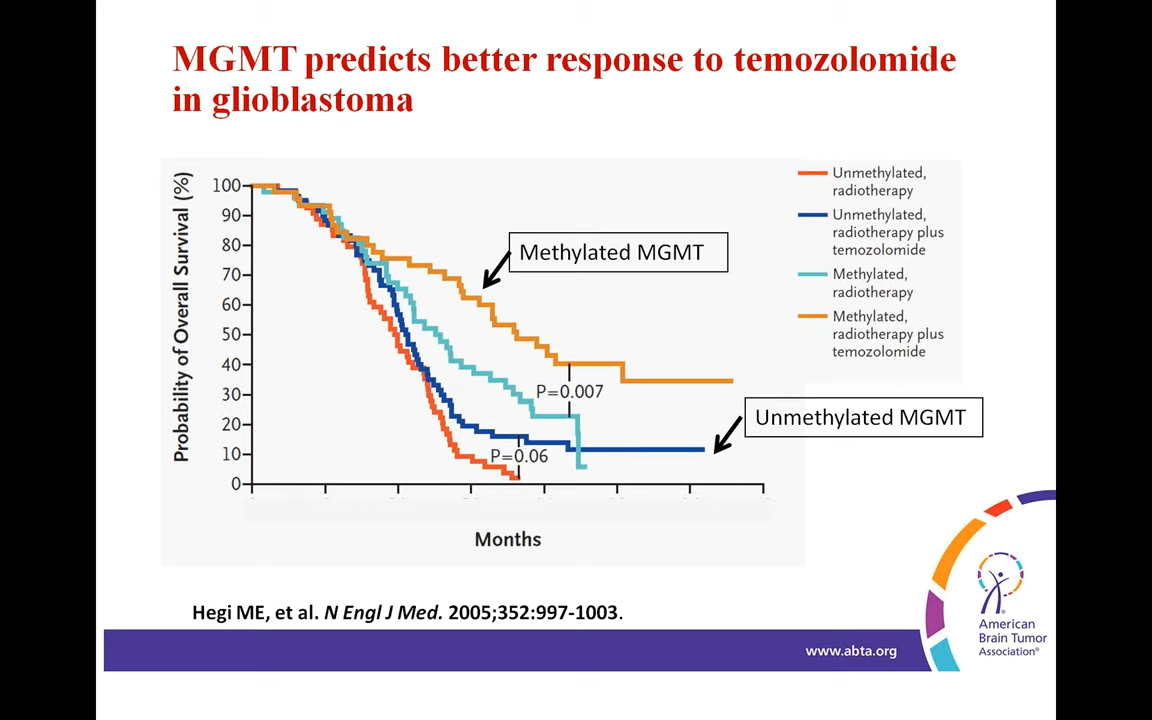 MGMT predicts better response to temozolomide
in glioblastoma
Probability of Overall Survival (%)
100
90
80
70
60
50
40
30
20
10
0
Unmethylated,
radiotherapy
Unmethylated,
radiotherapy plus
temozolomide
Methylated,
radiotherapy
Methylated,
radiotherapy plus
temozolomide
Methylated MGMT
P=0.007
Unmethylated MGMT
P=0.06
Months
Hegi ME, et al. N Engl J Med. 2005;352:997-1003.
www.abta.org
American
Brain Tumor
Association®